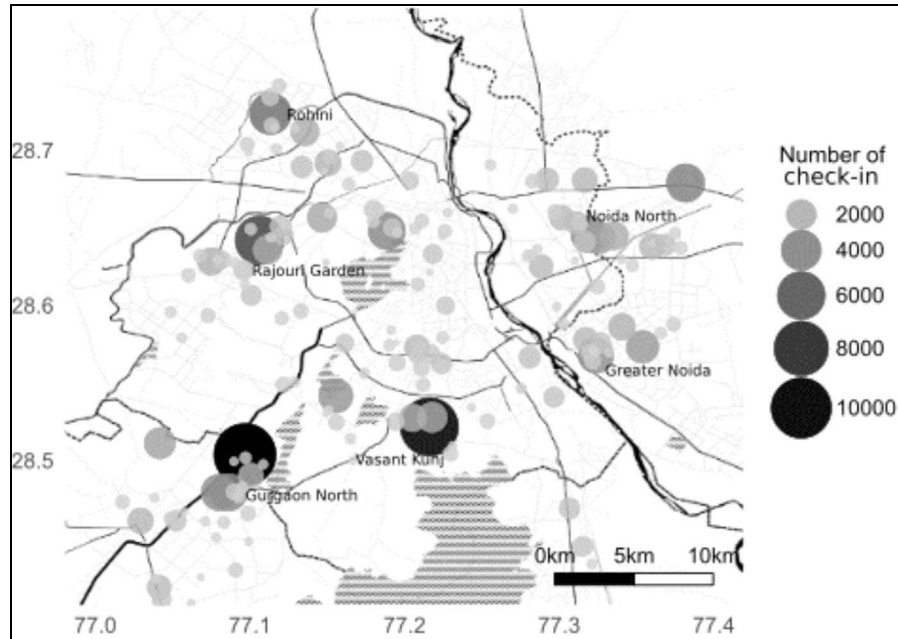 Rohini
28.7
Noida North
Rajouri Garden
28.6
Greater Noida
Vasant Kunj
28.5
Gurgaon North
0km 5km 10km
77.0 77.1 77.2 77.3 77.4
Number of
check-in
2000
4000
6000
8000
10000